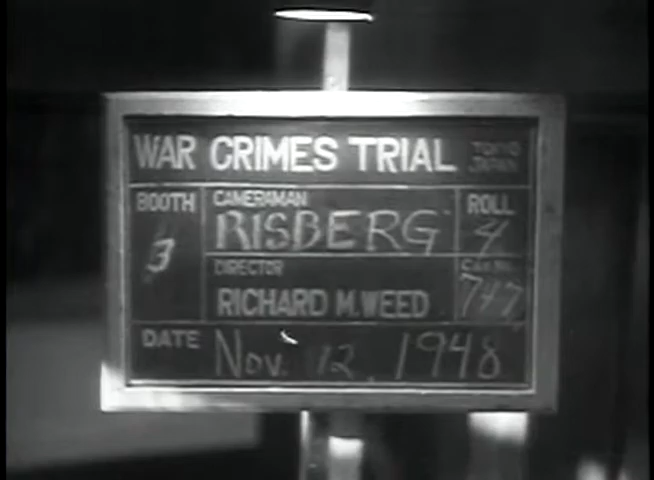 WAR CRIMES TRIAL TOKYO JAPAN
BOOTH 3
CAMERAMAN
RISBERG
ROLL
4
DIRECTOR
RICHARD M. WEED
747
DATE Nov. 12, 1948